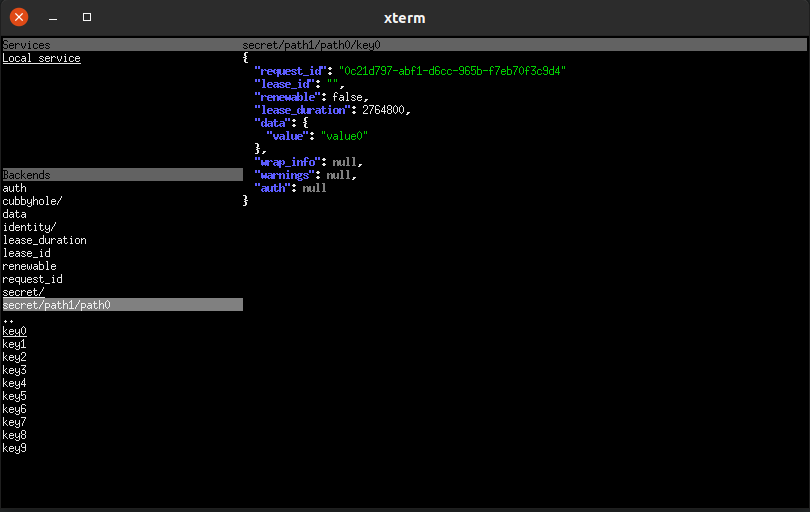 xterm
Services
Local service
Backends
auth
cubbyhole/
data
identity/
lease_duration
lease_id
renewable
request_id
secret/
secret/path1/path0
..
key0
key1
key2
key3
key4
key5
key6
key7
key8
key9
secret/path1/path0/key0
{
  "request_id": "0c21d797-abf1-d6cc-965b-f7eb70f3c9d4"
  "lease_id": "",
  "renewable": false,
  "lease_duration": 2764800,
  "data": {
    "value": "value0"
  },
  "wrap_info": null,
  "warnings": null,
  "auth": null
}